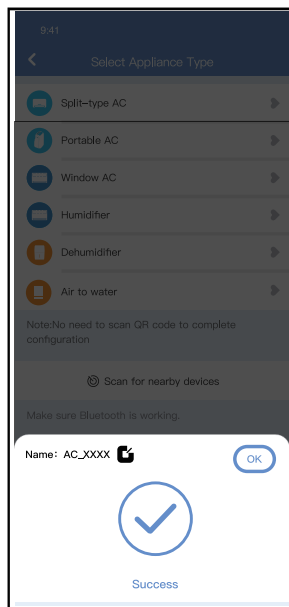 9:41
Select Appliance Type
Split-type AC
Portable AC
Window AC
Humidifier
Dehumidifier
Air to water
Note:No need to scan QR code to complete
configuration
Scan for nearby devices
Make sure Bluetooth is working.
Name: AC_XXXX
OK
Success